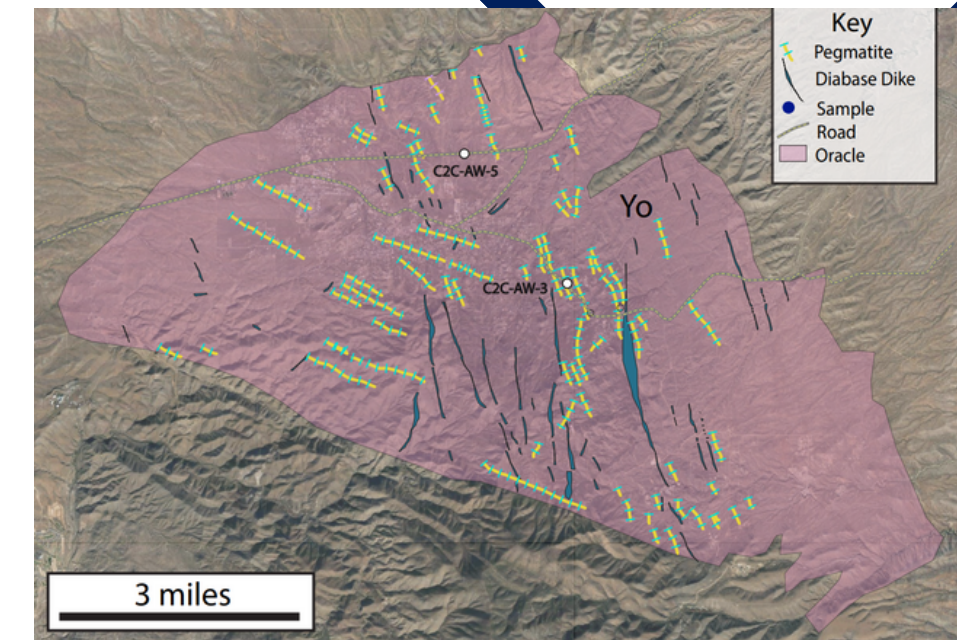 Key
Pegmatite
Diabase Dike
Sample
Road
Oracle
C2C-AW-5
Yo
C2C-AW-3
3 miles